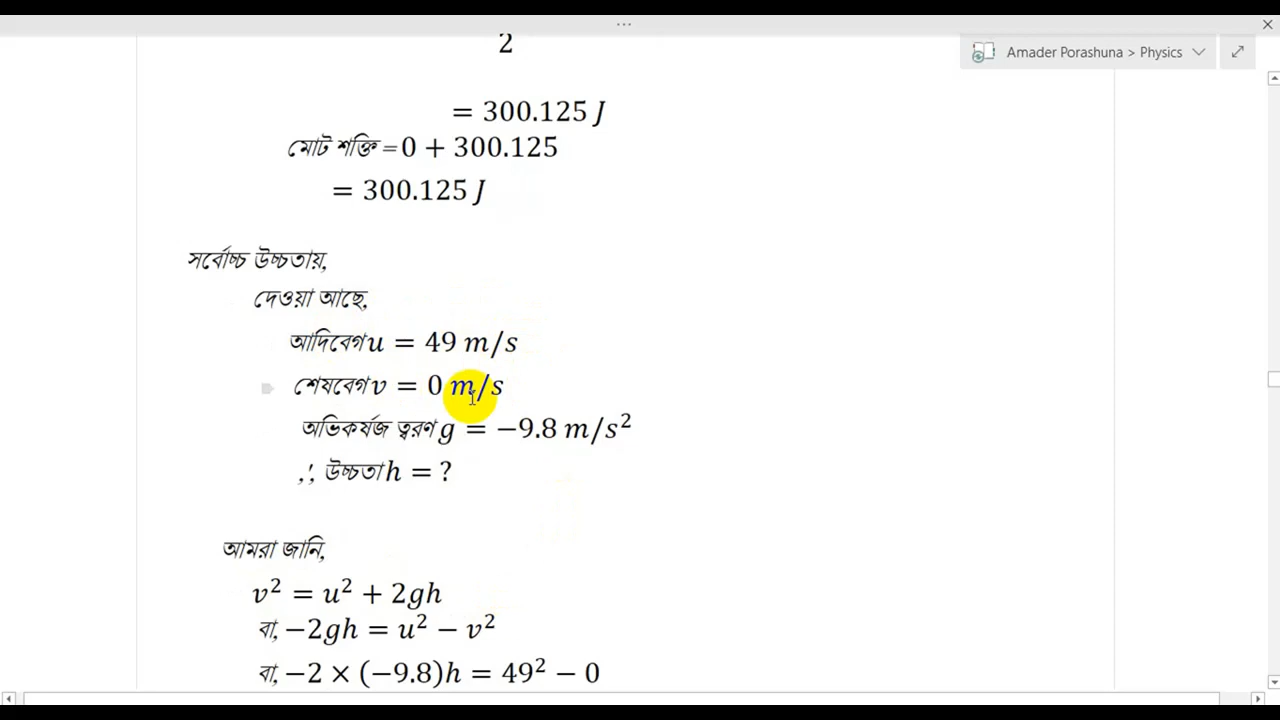 Amader Porashuna > Physics
2
= 300.125 J
মোট শক্তি = 0 + 300.125
= 300.125 J
সর্বোচ্চ উচ্চতায়,
দেওয়া আছে,
আদিবেগ u = 49 m/s
শেষবেগ v = 0 m/s
অভিকর্ষজ ত্বরণ g = −9.8 m/s²
∴ উচ্চতা h = ?
আমরা জানি,
v² = u² + 2gh
বা, −2gh = u² − v²
বা, −2 × (−9.8)h = 49² − 0